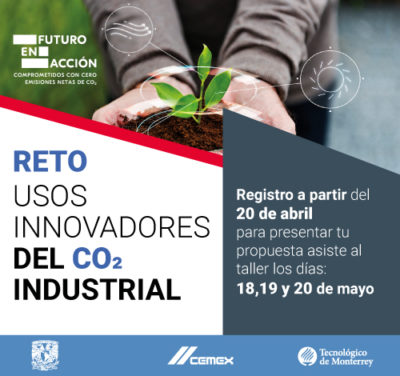 FUTURO
EN
ACCIÓN
COMPROMETIDOS CON CERO
EMISIONES NETAS DE CO₂
RETO
USOS
INNOVADORES
DEL CO₂
INDUSTRIAL
Registro a partir del
20 de abril
para presentar tu
propuesta asiste al
taller los días:
18,19 y 20 de mayo
CEMEX
Tecnológico
de Monterrey